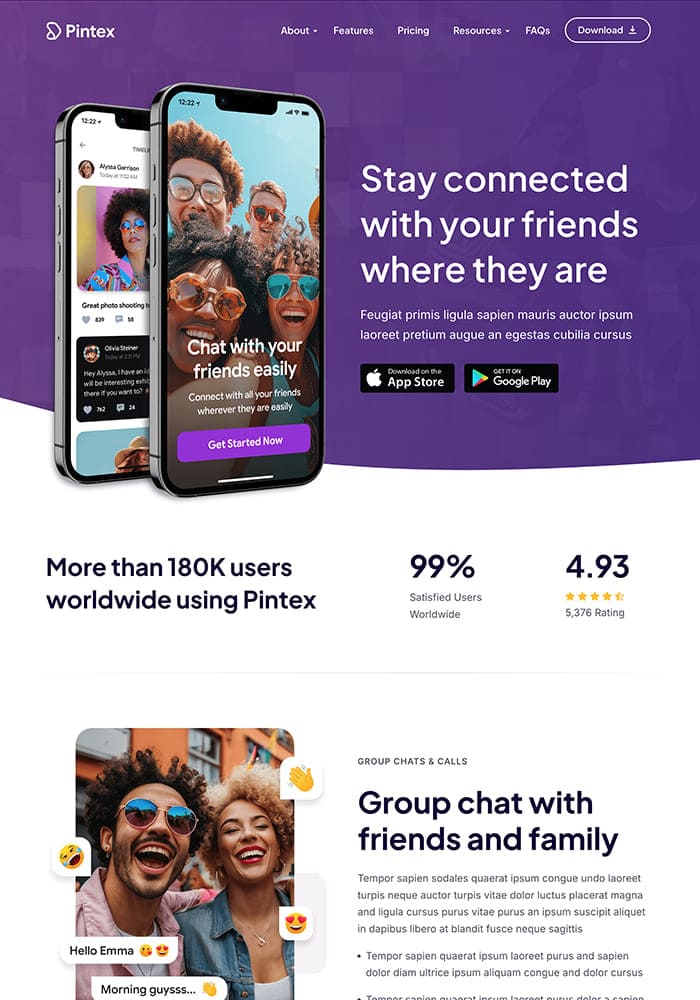 Pintex
About
Features
Pricing
Resources
FAQs
Download
12:22
TIMELI
Alyssa Garrison
Today at 11:52 AM
Great photo shooting to
839
58
Olivia Steiner
Today at 2:31 PM
Hey Alyssa, I have an id
will be interesting exhib
there if you want to?
762
24
12:22
Chat with your
friends easily
Connect with all your friends
wherever they are easily
Get Started Now
Stay connected
with your friends
where they are
Feugiat primis ligula sapien mauris auctor ipsum
laoreet pretium augue an egestas cubilia cursus
Download on the
App Store
GET IT ON
Google Play
More than 180K users
worldwide using Pintex
99%
Satisfied Users
Worldwide
4.93
5,376 Rating
GROUP CHATS & CALLS
Group chat with
friends and family
Tempor sapien sodales quaerat ipsum congue undo laoreet
turpis neque auctor turpis vitae dolor luctus placerat magna
and ligula cursus purus vitae purus an ipsum suscipit aliquet
in dapibus libero at blandit fusce neque sagittis
• Tempor sapien quaerat ipsum laoreet purus and sapien
dolor diam ultrice ipsum aliquam congue and dolor cursus
Hello Emma 😘😍
Morning guysss... 👋